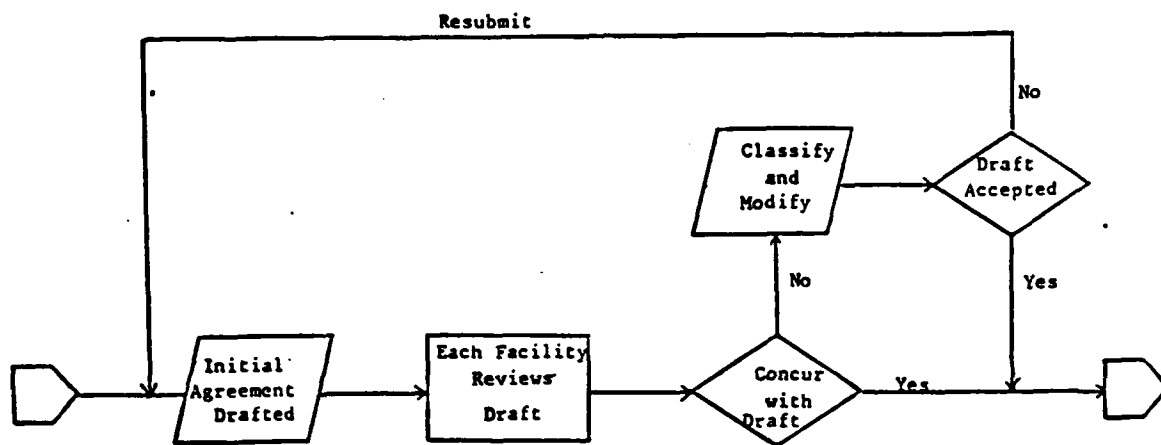 Resubmit
No
Classify
and
Modify
Draft
Accepted
No
Yes
Initial
Agreement
Drafted
Each Facility
Reviews
Draft
Concur
with
Draft
Yes